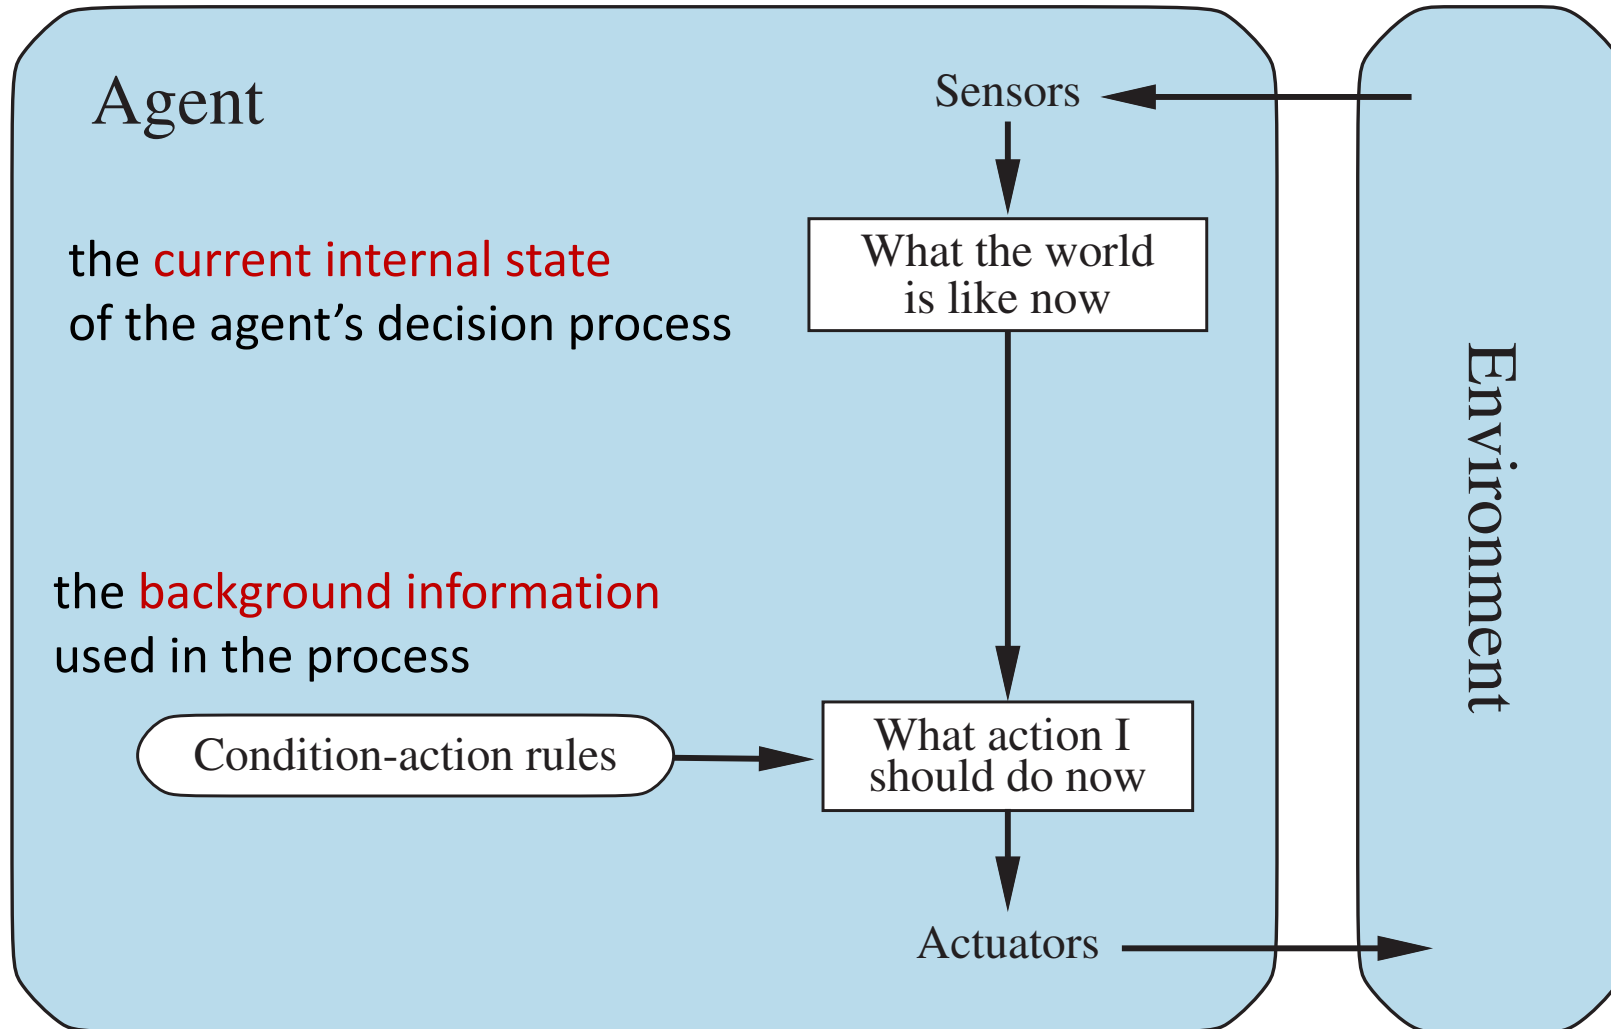 Agent
Sensors
What the world
is like now
the current internal state
of the agent’s decision process
the background information
used in the process
Condition-action rules
What action I
should do now
Actuators
Environment